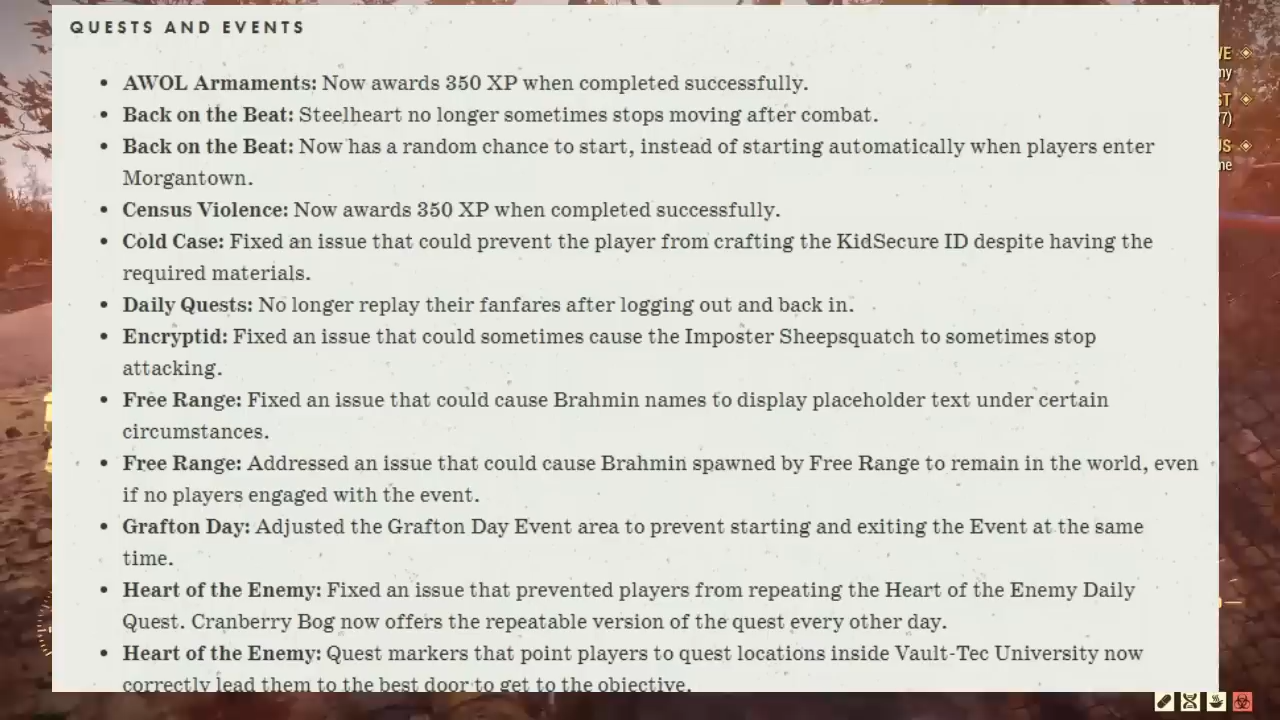 QUESTS AND EVENTS
• AWOL Armaments: Now awards 350 XP when completed successfully.
• Back on the Beat: Steelheart no longer sometimes stops moving after combat.
• Back on the Beat: Now has a random chance to start, instead of starting automatically when players enter
Morgantown.
• Census Violence: Now awards 350 XP when completed successfully.
• Cold Case: Fixed an issue that could prevent the player from crafting the KidSecure ID despite having the
required materials.
• Daily Quests: No longer replay their fanfares after logging out and back in.
• Encryptid: Fixed an issue that could sometimes cause the Imposter Sheepsquatch to sometimes stop
attacking.
• Free Range: Fixed an issue that could cause Brahmin names to display placeholder text under certain
circumstances.
• Free Range: Addressed an issue that could cause Brahmin spawned by Free Range to remain in the world, even
if no players engaged with the event.
• Grafton Day: Adjusted the Grafton Day Event area to prevent starting and exiting the Event at the same
time.
• Heart of the Enemy: Fixed an issue that prevented players from repeating the Heart of the Enemy Daily
Quest. Cranberry Bog now offers the repeatable version of the quest every other day.
• Heart of the Enemy: Quest markers that point players to quest locations inside Vault-Tec University now
correctly lead them to the best door to get to the objective.